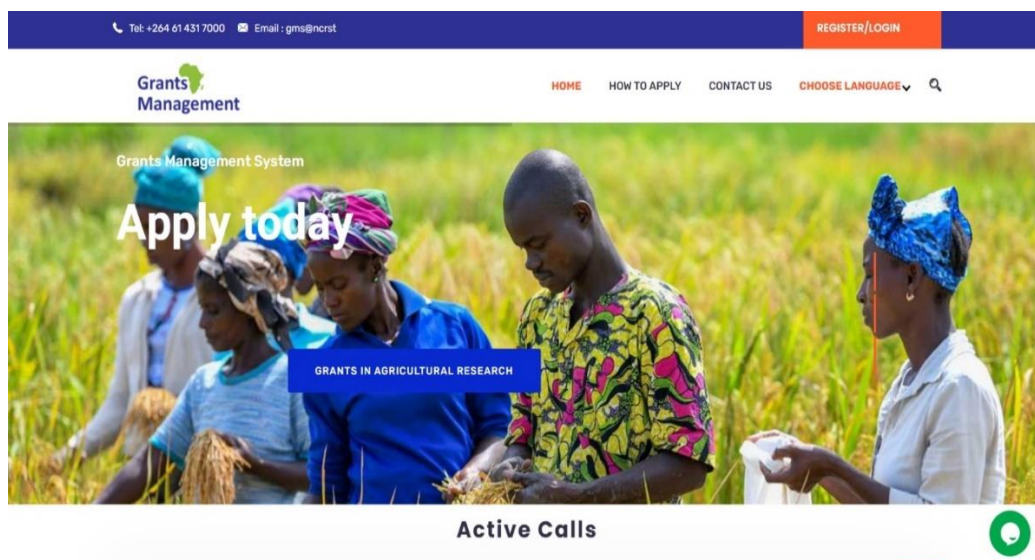 Tel: +264 61 431 7000 Email : gms@ncrst
REGISTER/LOGIN
Grants
Management
HOME HOW TO APPLY CONTACT US CHOOSE LANGUAGE
Grants Management System
Apply today
GRANTS IN AGRICULTURAL RESEARCH
Active Calls